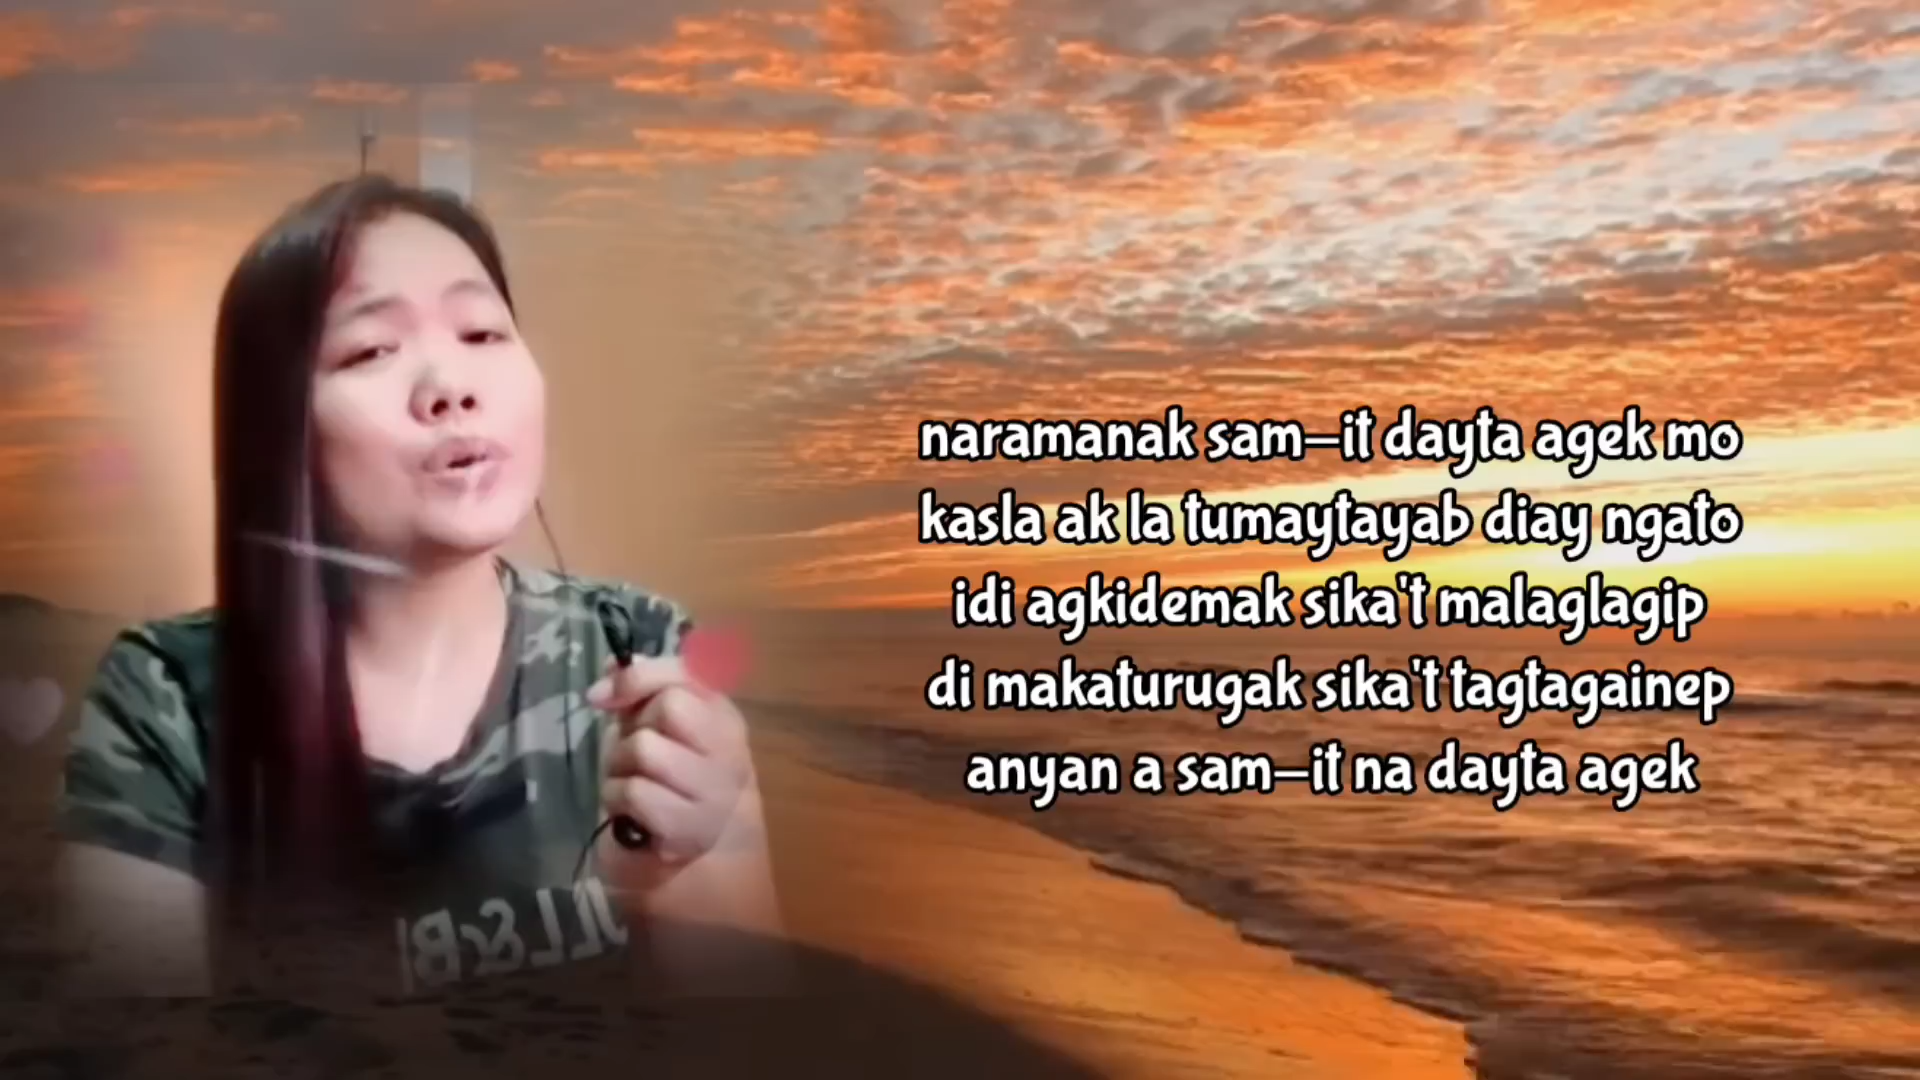 naramanak sam-it dayta agek mo
kasla ak la tumaytayab diay ngato
idi agkidemak sika't malaglagip
di makaturugak sika't tagtagainep
anyan a sam-it na dayta agek